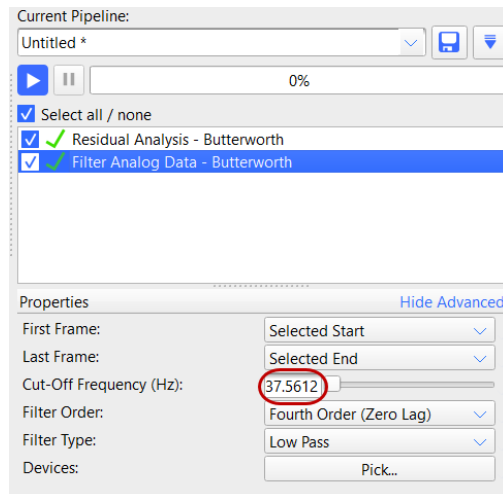 Current Pipeline:
Untitled *
0%
Select all / none
Residual Analysis - Butterworth
Filter Analog Data - Butterworth
Properties Hide Advanced
First Frame: Selected Start
Last Frame: Selected End
Cut-Off Frequency (Hz): 37.5612
Filter Order: Fourth Order (Zero Lag)
Filter Type: Low Pass
Devices: Pick...